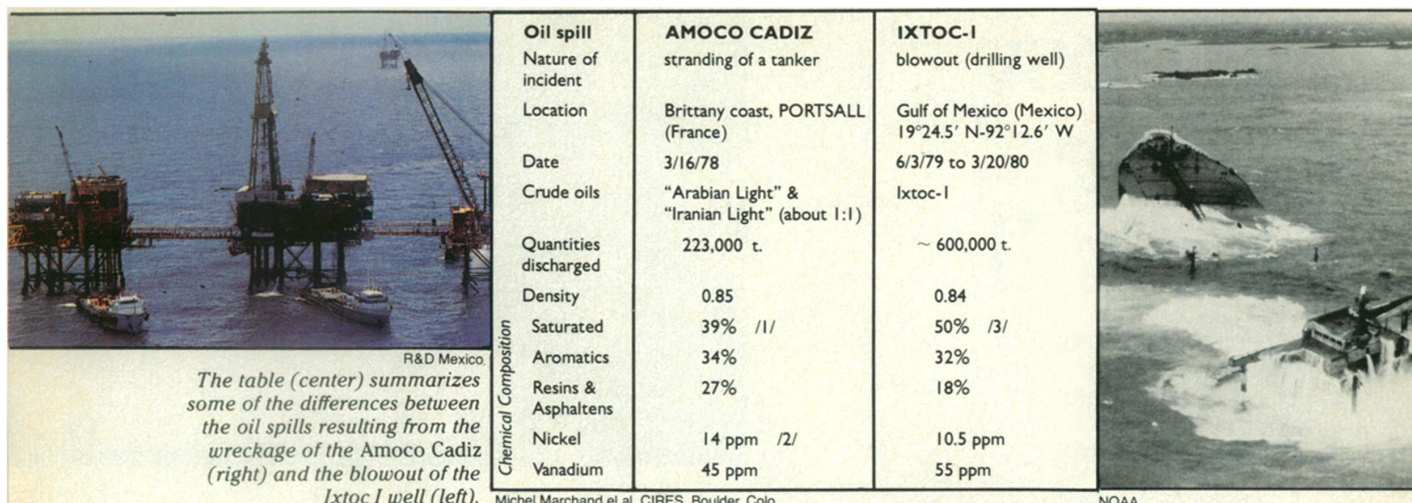 Oil spill AMOCO CADIZ IXTOC-I
Nature of incident stranding of a tanker blowout (drilling well)
Location Brittany coast, PORTSALL (France) Gulf of Mexico (Mexico) 19°24.5′ N-92°12.6′ W
Date 3/16/78 6/3/79 to 3/20/80
Crude oils “Arabian Light” & “Iranian Light” (about 1:1) Ixtoc-1
Quantities discharged 223,000 t. ~ 600,000 t.
Density 0.85 0.84
Chemical Composition
Saturated 39% /1/ 50% /3/
Aromatics 34% 32%
Resins & Asphaltens 27% 18%
Nickel 14 ppm /2/ 10.5 ppm
Vanadium 45 ppm 55 ppm
R&D Mexico
The table (center) summarizes
some of the differences between
the oil spills resulting from the
wreckage of the Amoco Cadiz
(right) and the blowout of the
Ixtoc I well (left).
Michel Marchand et al, CIRES, Boulder, Colo.
NOAA